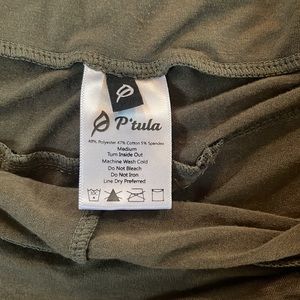 P'tula
48% Polyester 47% Cotton 5% Spandex
Medium
Turn Inside Out
Machine Wash Cold
Do Not Bleach
Do Not Iron
Line Dry Preferred